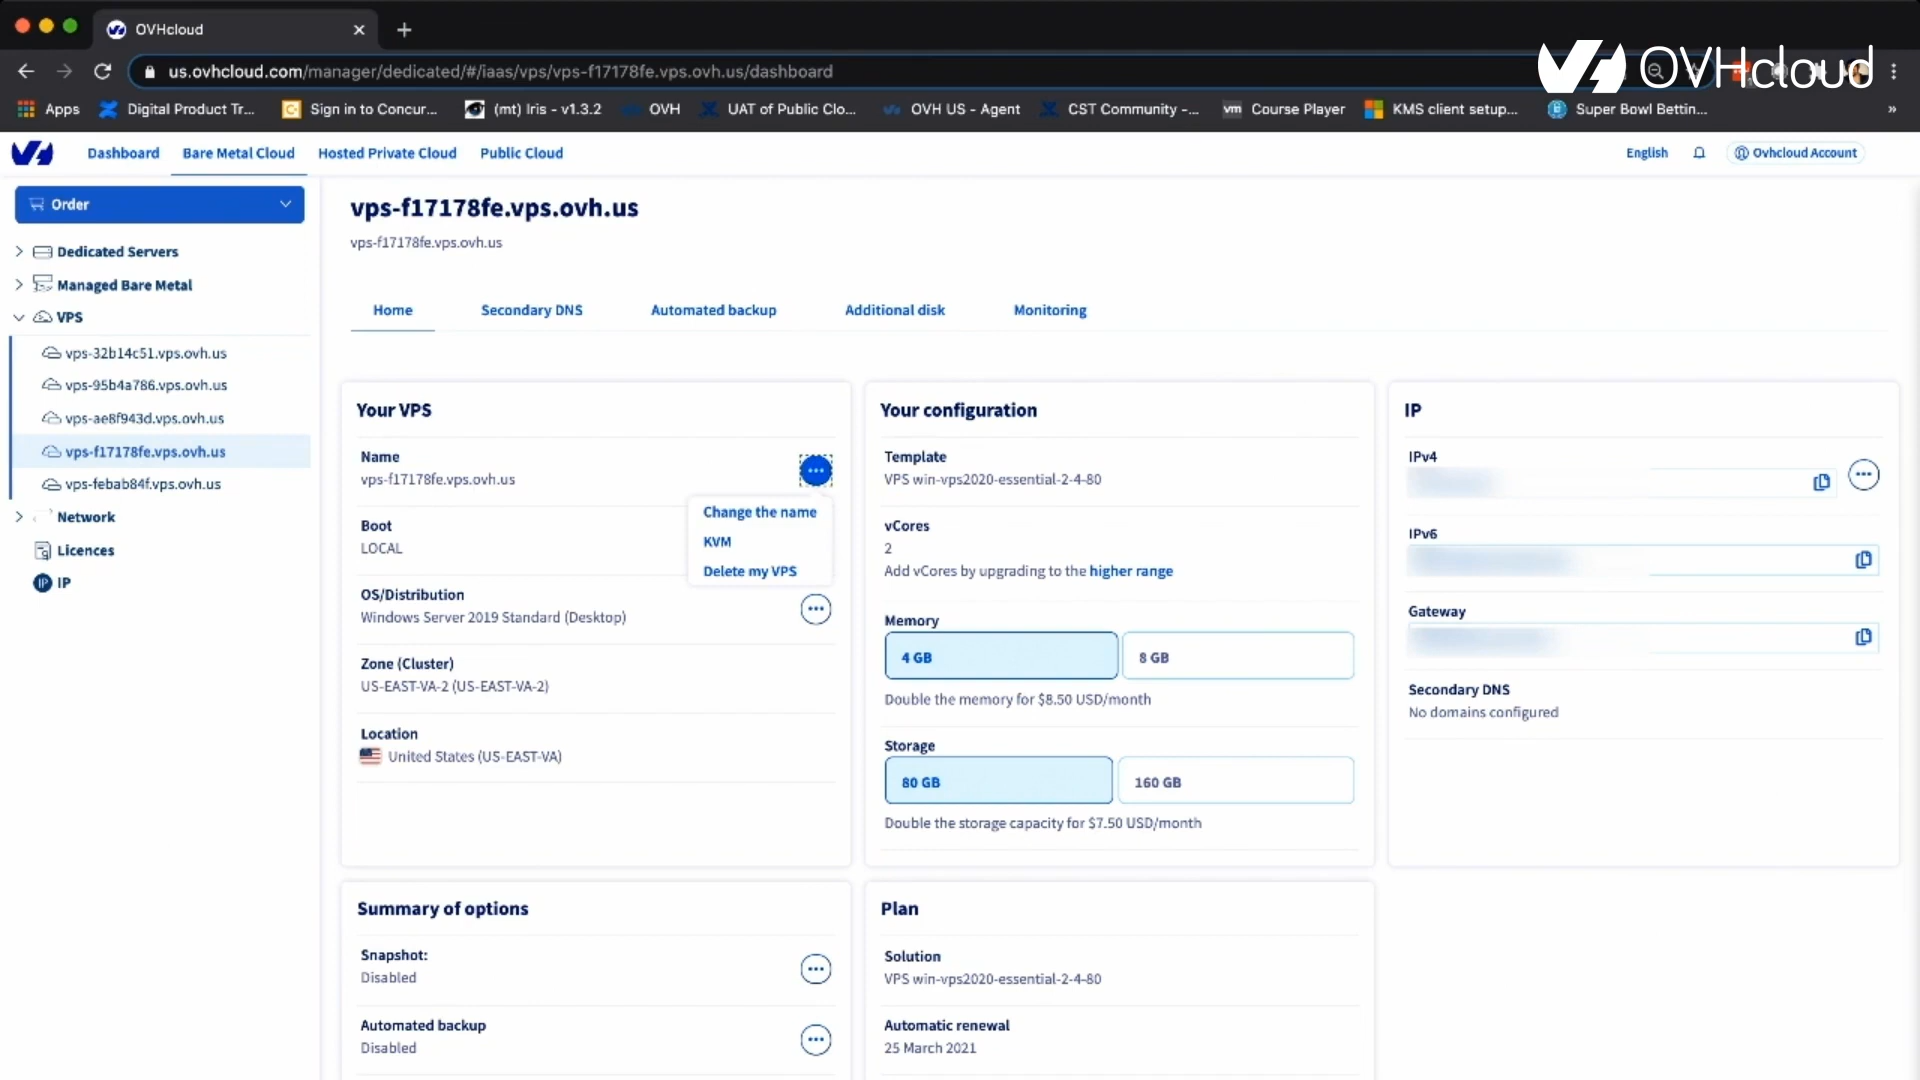 OVHcloud
us.ovhcloud.com/manager/dedicated/#/iaas/vps/vps-f17178fe.vps.ovh.us/dashboard
OVHcloud
Apps
Digital Product Tr...
Sign in to Concur...
(mt) Iris - v1.3.2
OVH
UAT of Public Clo...
OVH US - Agent
CST Community -...
vm
Course Player
KMS client setup...
Super Bowl Bettin...
»
Dashboard
Bare Metal Cloud
Hosted Private Cloud
Public Cloud
English
Ovhcloud Account
Order
Dedicated Servers
Managed Bare Metal
VPS
vps-32b14c51.vps.ovh.us
vps-95b4a786.vps.ovh.us
vps-ae8f943d.vps.ovh.us
vps-f17178fe.vps.ovh.us
vps-febab84f.vps.ovh.us
Network
Licences
IP
IP
vps-f17178fe.vps.ovh.us
vps-f17178fe.vps.ovh.us
Home
Secondary DNS
Automated backup
Additional disk
Monitoring
Your VPS
Name
vps-f17178fe.vps.ovh.us
Change the name
KVM
Delete my VPS
Boot
LOCAL
OS/Distribution
Windows Server 2019 Standard (Desktop)
Zone (Cluster)
US-EAST-VA-2 (US-EAST-VA-2)
Location
United States (US-EAST-VA)
Your configuration
Template
VPS win-vps2020-essential-2-4-80
vCores
2
Add vCores by upgrading to the higher range
Memory
4 GB
8 GB
Double the memory for $8.50 USD/month
Storage
80 GB
160 GB
Double the storage capacity for $7.50 USD/month
IP
IPv4
IPv6
Gateway
Secondary DNS
No domains configured
Summary of options
Snapshot:
Disabled
Automated backup
Disabled
Plan
Solution
VPS win-vps2020-essential-2-4-80
Automatic renewal
25 March 2021